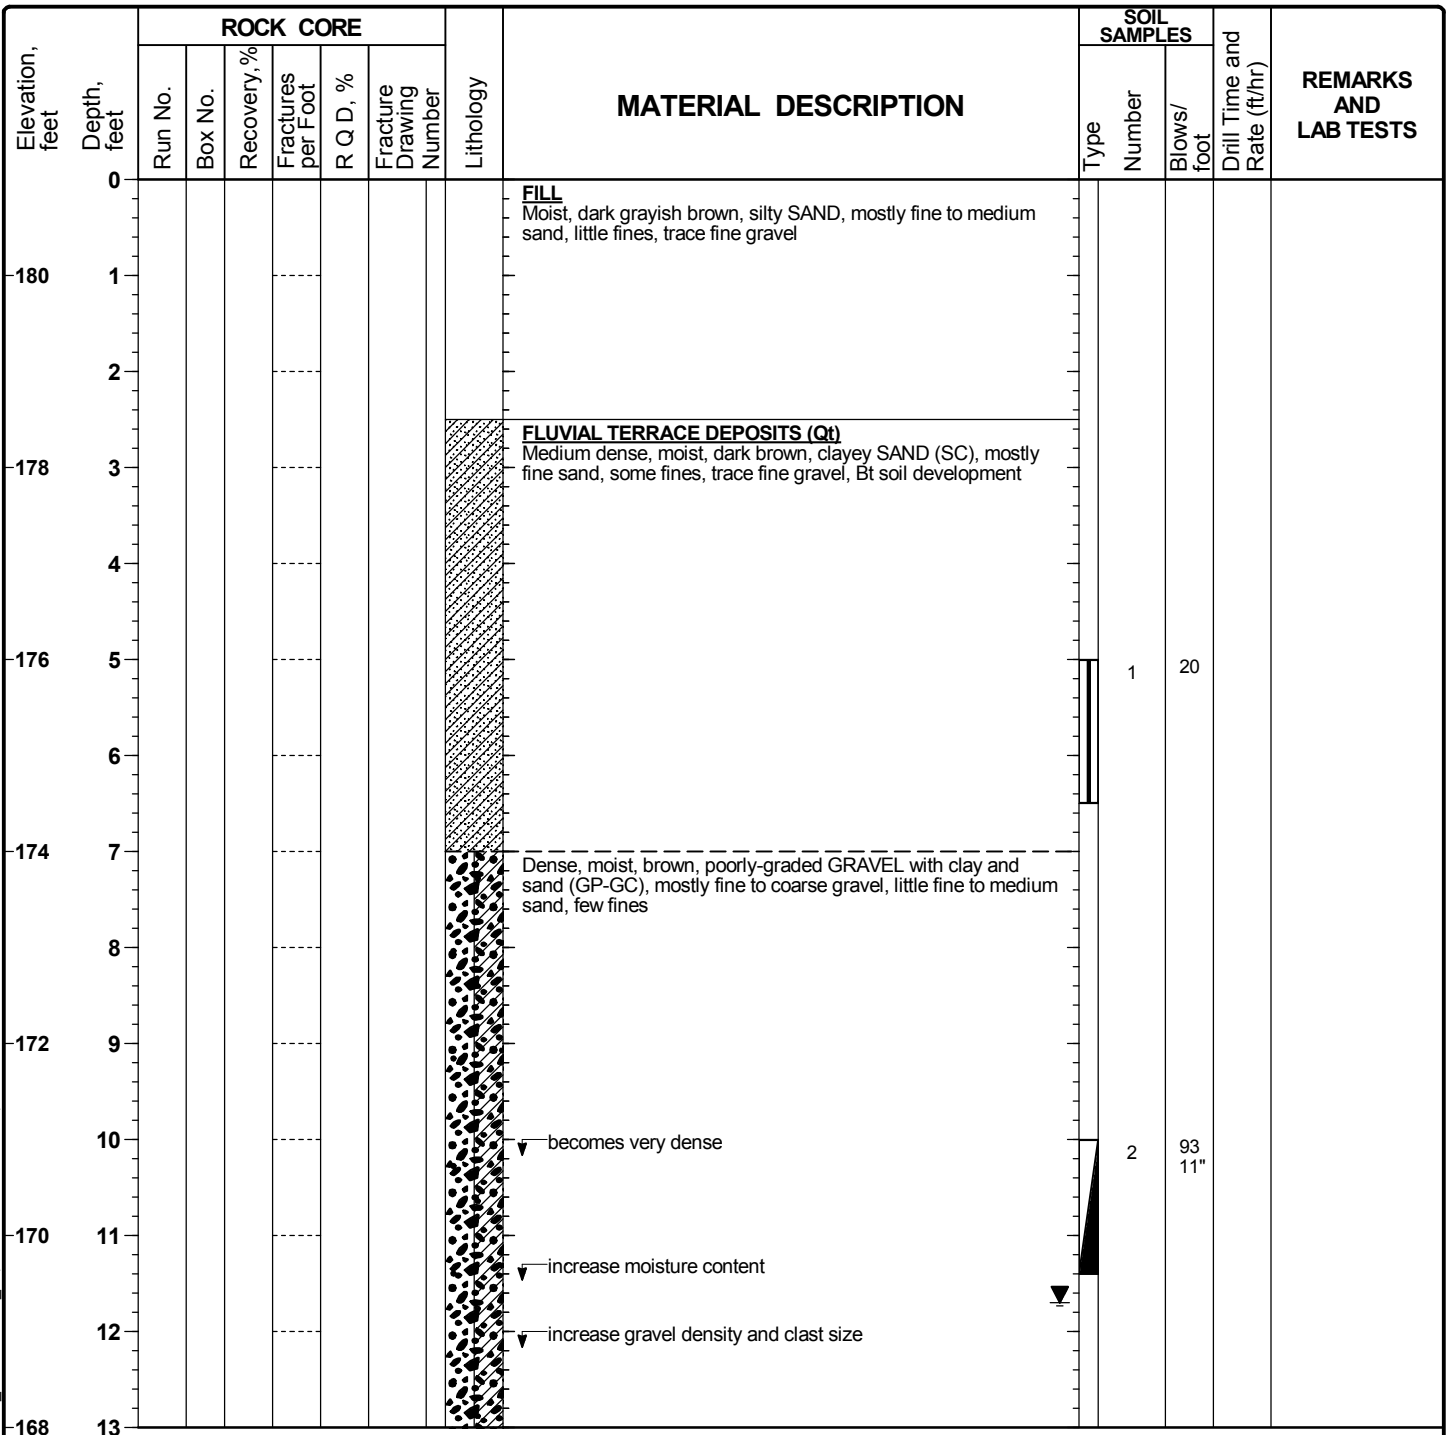 ROCK CORE
SOIL
SAMPLES
Elevation,
feet
Depth,
feet
Run No.
Box No.
Recovery,%
Fractures
per Foot
R Q D, %
Fracture
Drawing
Number
Lithology
MATERIAL DESCRIPTION
Type
Number
Blows/
foot
Drill Time and
Rate (ft/hr)
REMARKS
AND
LAB TESTS
0
FILL
Moist, dark grayish brown, silty SAND, mostly fine to medium
sand, little fines, trace fine gravel
180 1
2
FLUVIAL TERRACE DEPOSITS (Qt)
Medium dense, moist, dark brown, clayey SAND (SC), mostly
fine sand, some fines, trace fine gravel, Bt soil development
178 3
4
176 5
1 20
6
174 7
Dense, moist, brown, poorly-graded GRAVEL with clay and
sand (GP-GC), mostly fine to coarse gravel, little fine to medium
sand, few fines
8
172 9
10 becomes very dense 2 93
11"
170 11
increase moisture content
12 increase gravel density and clast size
168 13